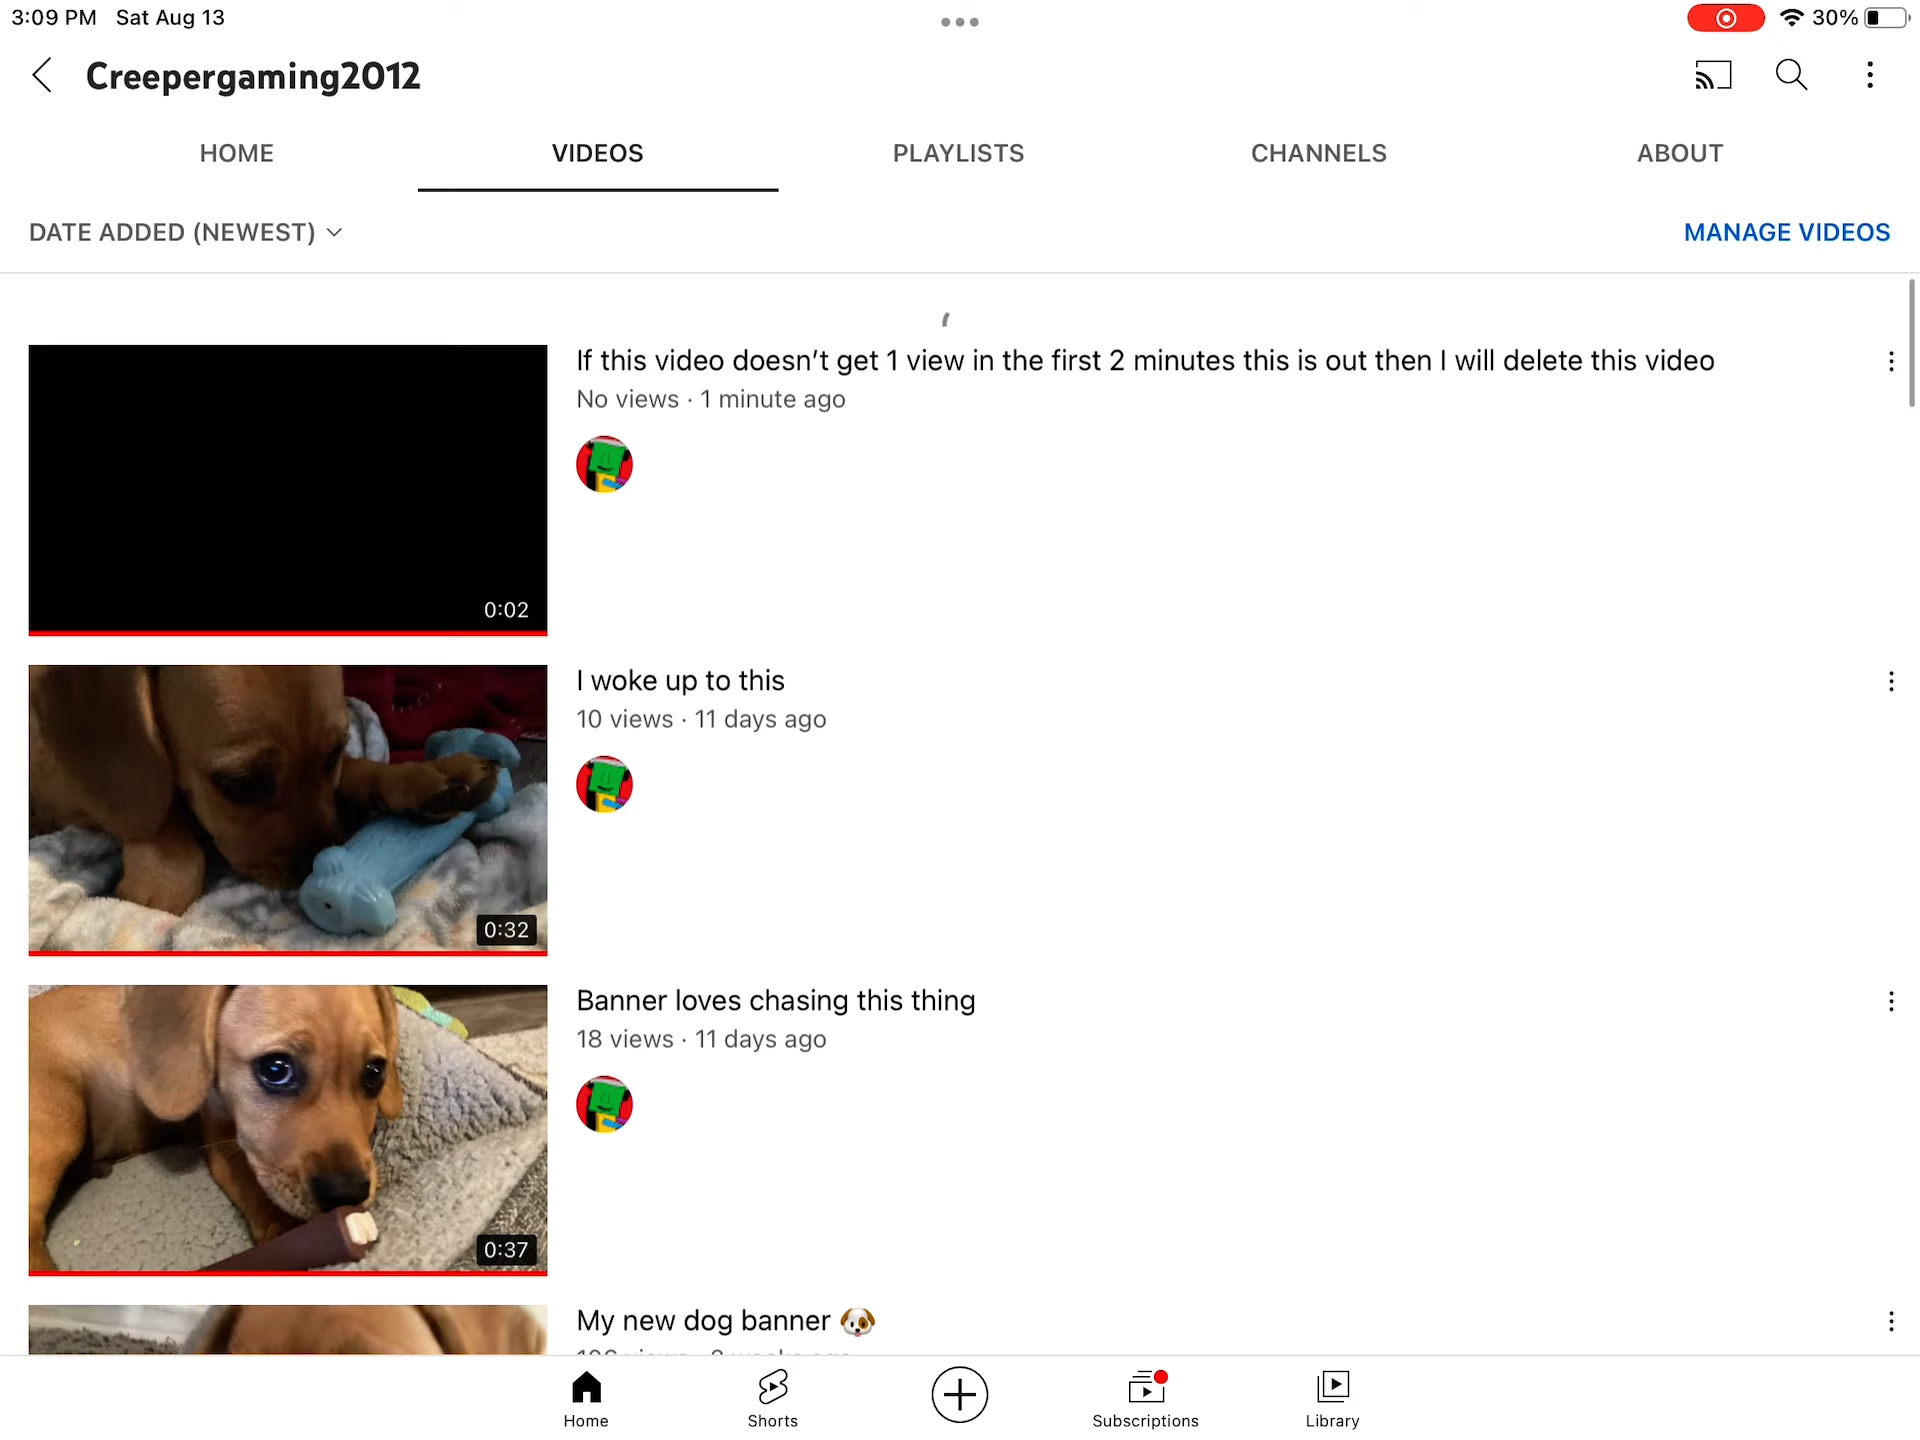 3:09 PM Sat Aug 13
30%
Creepergaming2012
HOME VIDEOS PLAYLISTS CHANNELS ABOUT
DATE ADDED (NEWEST) MANAGE VIDEOS
If this video doesn't get 1 view in the first 2 minutes this is out then I will delete this video
No views · 1 minute ago
0:02
I woke up to this
10 views · 11 days ago
0:32
Banner loves chasing this thing
18 views · 11 days ago
0:37
My new dog banner 🐶
Home Shorts Subscriptions Library